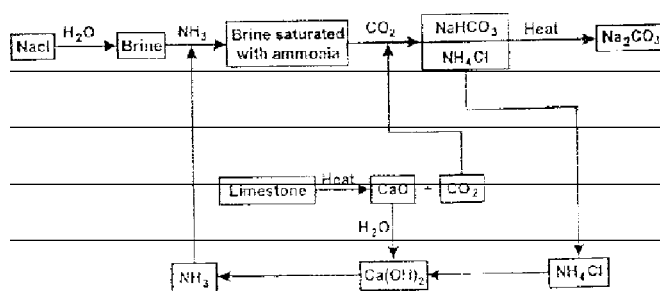 Nacl H₂O Brine NH₃ Brine saturated with ammonia CO₂ NaHCO₃ NH₄Cl Heat Na₂CO₃
Limestone Heat CaO + CO₂
H₂O
NH₃ Ca(OH)₂ NH₄Cl